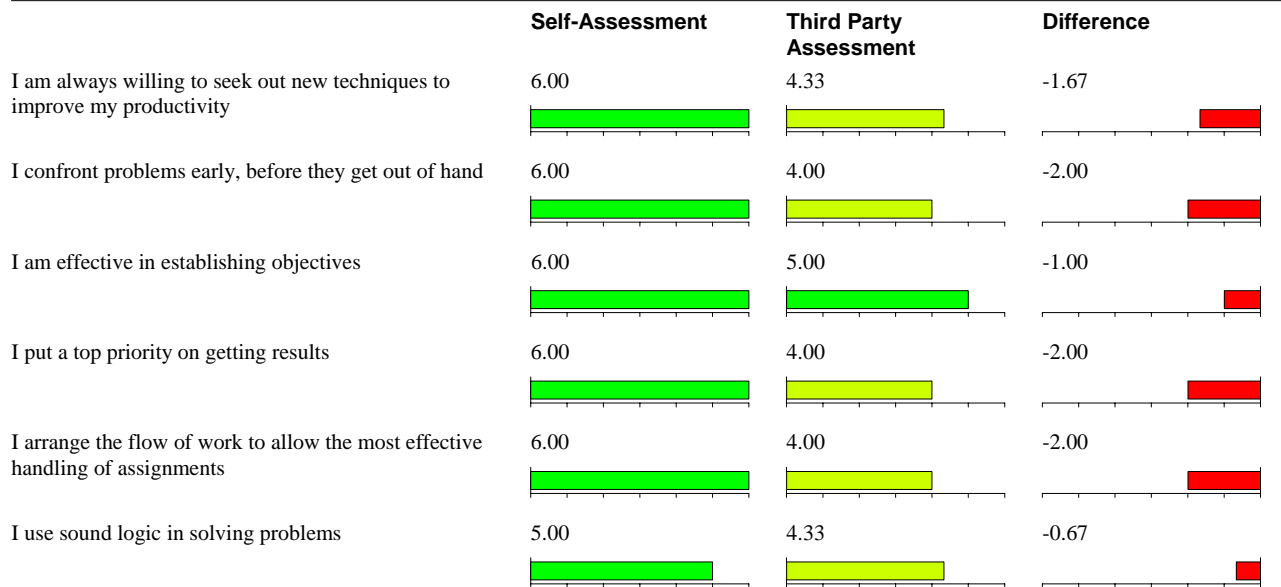 Self-Assessment Third Party Difference
Assessment
I am always willing to seek out new techniques to 6.00 4.33 -1.67
improve my productivity
I confront problems early, before they get out of hand 6.00 4.00 -2.00
I am effective in establishing objectives 6.00 5.00 -1.00
I put a top priority on getting results 6.00 4.00 -2.00
I arrange the flow of work to allow the most effective 6.00 4.00 -2.00
handling of assignments
I use sound logic in solving problems 5.00 4.33 -0.67